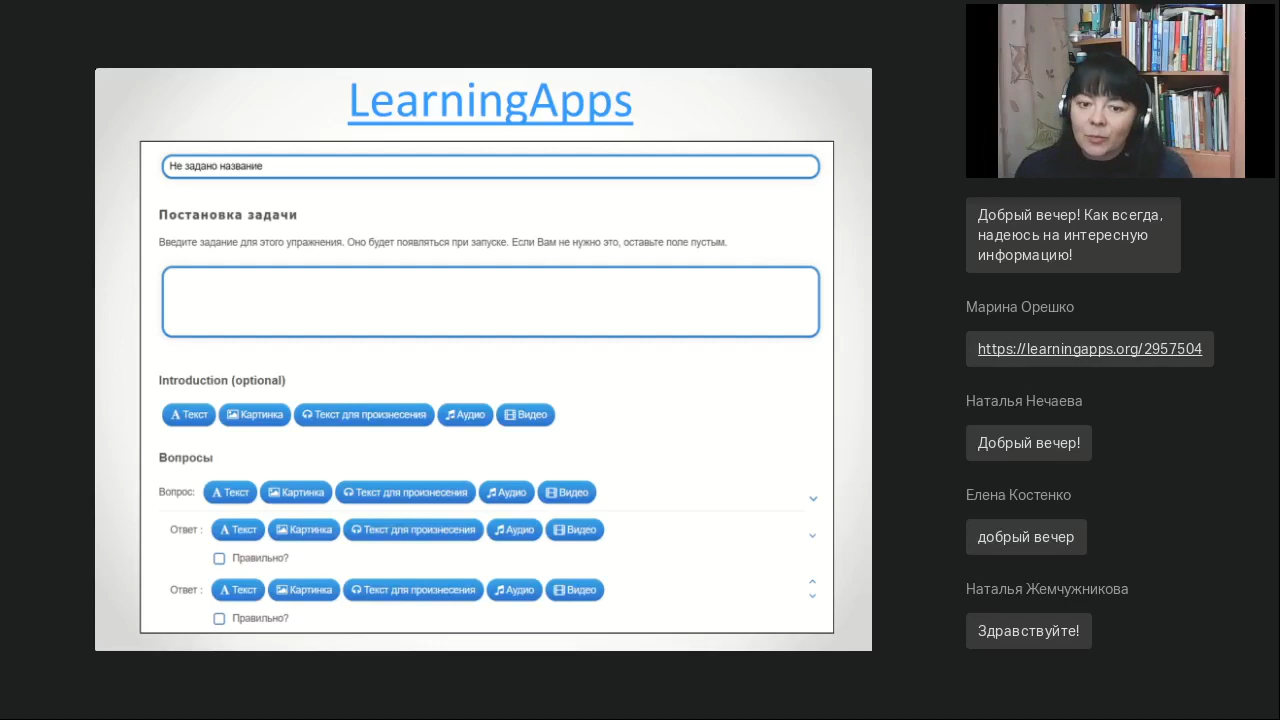 LearningApps
Не задано название
Постановка задачи
Введите задание для этого упражнения. Оно будет появляться при запуске. Если Вам не нужно это, оставьте поле пустым.
Introduction (optional)
Текст Картинка Текст для произнесения Аудио Видео
Вопросы
Вопрос: Текст Картинка Текст для произнесения Аудио Видео
Ответ : Текст Картинка Текст для произнесения Аудио Видео
Правильно?
Ответ : Текст Картинка Текст для произнесения Аудио Видео
Правильно?
Добрый вечер! Как всегда,
надеюсь на интересную
информацию!
Марина Орешко
https://learningapps.org/2957504
Наталья Нечаева
Добрый вечер!
Елена Костенко
добрый вечер
Наталья Жемчужникова
Здравствуйте!